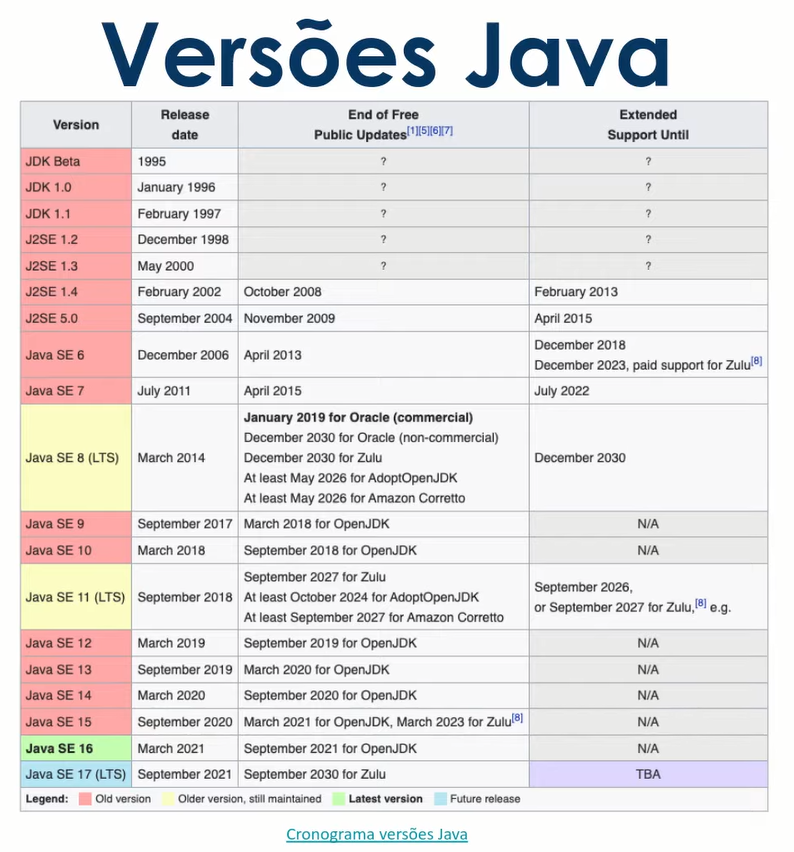 Versões Java
Version Release date End of Free Public Updates[1][5][6][7] Extended Support Until
JDK Beta 1995 ? ?
JDK 1.0 January 1996 ? ?
JDK 1.1 February 1997 ? ?
J2SE 1.2 December 1998 ? ?
J2SE 1.3 May 2000 ? ?
J2SE 1.4 February 2002 October 2008 February 2013
J2SE 5.0 September 2004 November 2009 April 2015
Java SE 6 December 2006 April 2013 December 2018
December 2023, paid support for Zulu[8]
Java SE 7 July 2011 April 2015 July 2022
Java SE 8 (LTS) March 2014 January 2019 for Oracle (commercial)
December 2030 for Oracle (non-commercial)
December 2030 for Zulu
At least May 2026 for AdoptOpenJDK
At least May 2026 for Amazon Corretto
December 2030
Java SE 9 September 2017 March 2018 for OpenJDK N/A
Java SE 10 March 2018 September 2018 for OpenJDK N/A
Java SE 11 (LTS) September 2018 September 2027 for Zulu
At least October 2024 for AdoptOpenJDK
At least September 2027 for Amazon Corretto
September 2026,
or September 2027 for Zulu,[8] e.g.
Java SE 12 March 2019 September 2019 for OpenJDK N/A
Java SE 13 September 2019 March 2020 for OpenJDK N/A
Java SE 14 March 2020 September 2020 for OpenJDK N/A
Java SE 15 September 2020 March 2021 for OpenJDK, March 2023 for Zulu[8] N/A
Java SE 16 March 2021 September 2021 for OpenJDK N/A
Java SE 17 (LTS) September 2021 September 2030 for Zulu TBA
Legend: Old version Older version, still maintained Latest version Future release
Cronograma versões Java